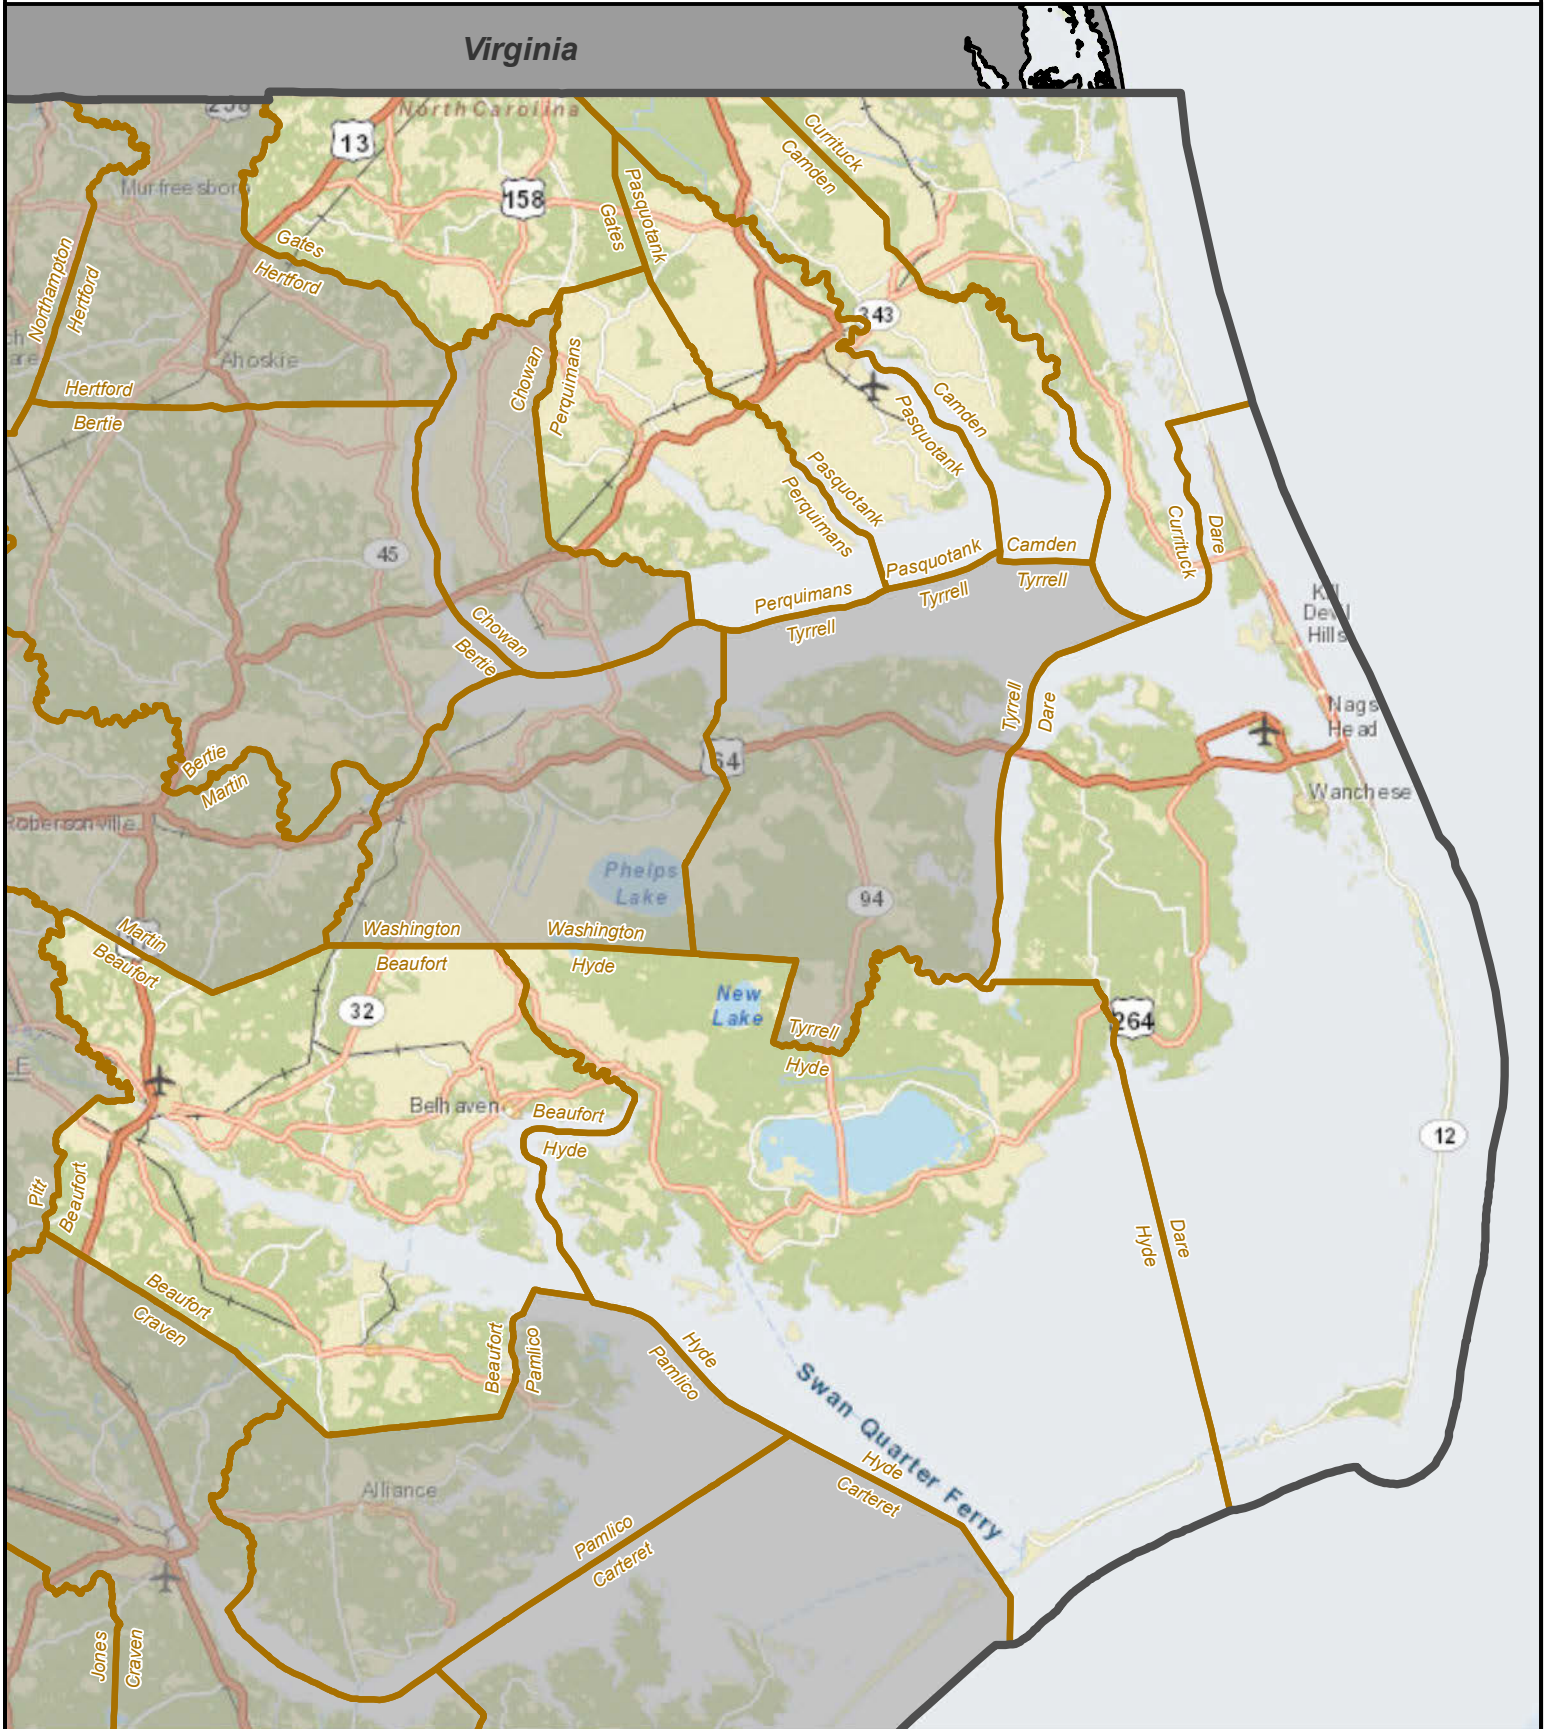 Virginia
258
North Carolina
13
Currituck
Camden
Murfreesboro
158
Pasquotank
Gates
Gates
Hertford
Northampton
Hertford
343
Ahoskie
Chowan
Perquimans
Hertford
Bertie
Camden
Pasquotank
Pasquotank
Perquimans
Dare
Currituck
45
Camden
Pasquotank
Tyrrell
Tyrrell
Perquimans
Tyrrell
Kill
Devil
Hills
Chowan
Bertie
Tyrrell
Dare
Nags
Head
Bertie
Martin
64
Wanchese
Robersonville
Phelps
Lake
94
Martin
Beaufort
Washington
Beaufort
Washington
Hyde
New
Lake
32
264
Tyrrell
Hyde
LE
Belhaven
Beaufort
Hyde
12
Pitt
Beaufort
Dare
Hyde
Beaufort
Craven
Beaufort
Pamlico
Hyde
Pamlico
Swan Quarter Ferry
Hyde
Carteret
Alliance
Pamlico
Carteret
Jones
Craven